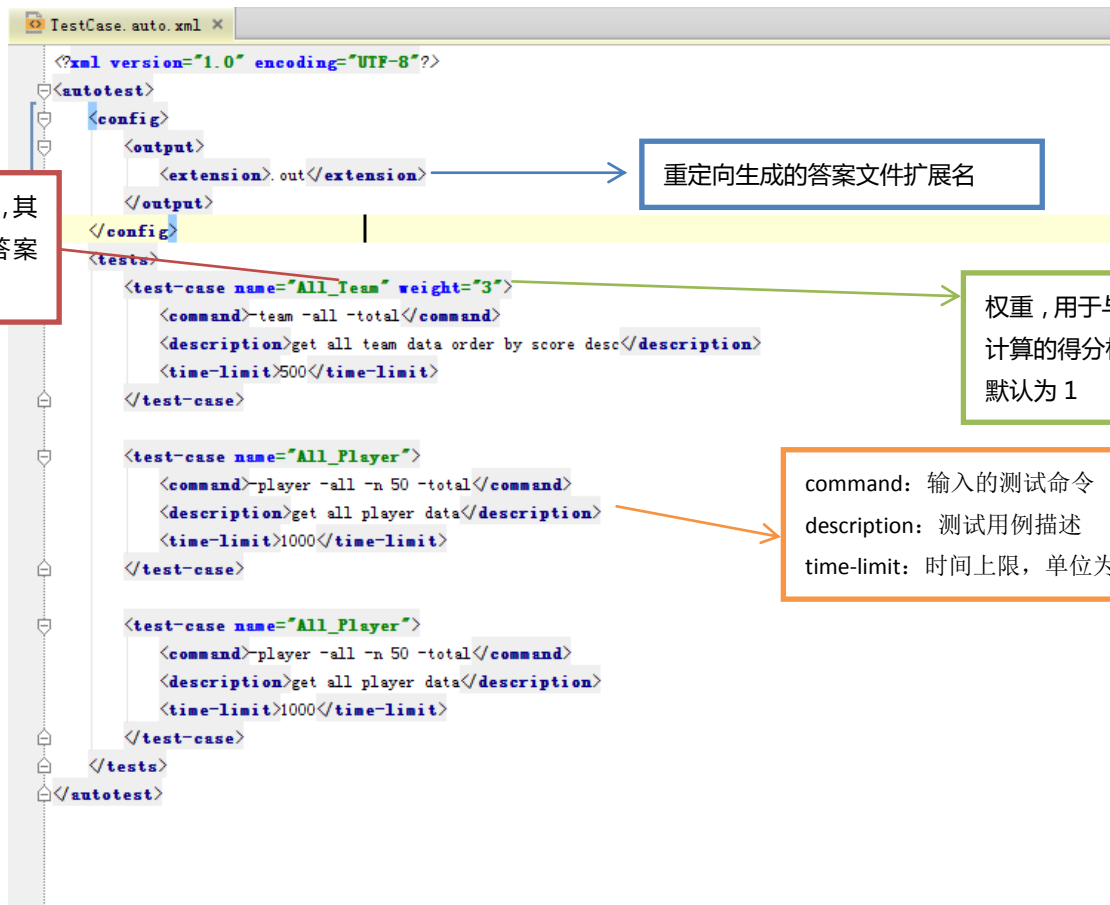 TestCase.auto.xml
<?xml version="1.0" encoding="UTF-8"?>
<autotest>
<config>
<output>
<extension>.out</extension>
重定向生成的答案文件扩展名
</output>
,其
答案
</config>
<tests>
<test-case name="All_Team" weight="3">
<command>-team -all -total</command>
<description>get all team data order by score desc</description>
<time-limit>500</time-limit>
</test-case>
权重，用于
计算的得分
默认为 1
<test-case name="All_Player">
<command>-player -all -n 50 -total</command>
<description>get all player data</description>
<time-limit>1000</time-limit>
</test-case>
command：输入的测试命令
description：测试用例描述
time-limit：时间上限，单位为
<test-case name="All_Player">
<command>-player -all -n 50 -total</command>
<description>get all player data</description>
<time-limit>1000</time-limit>
</test-case>
</tests>
</autotest>